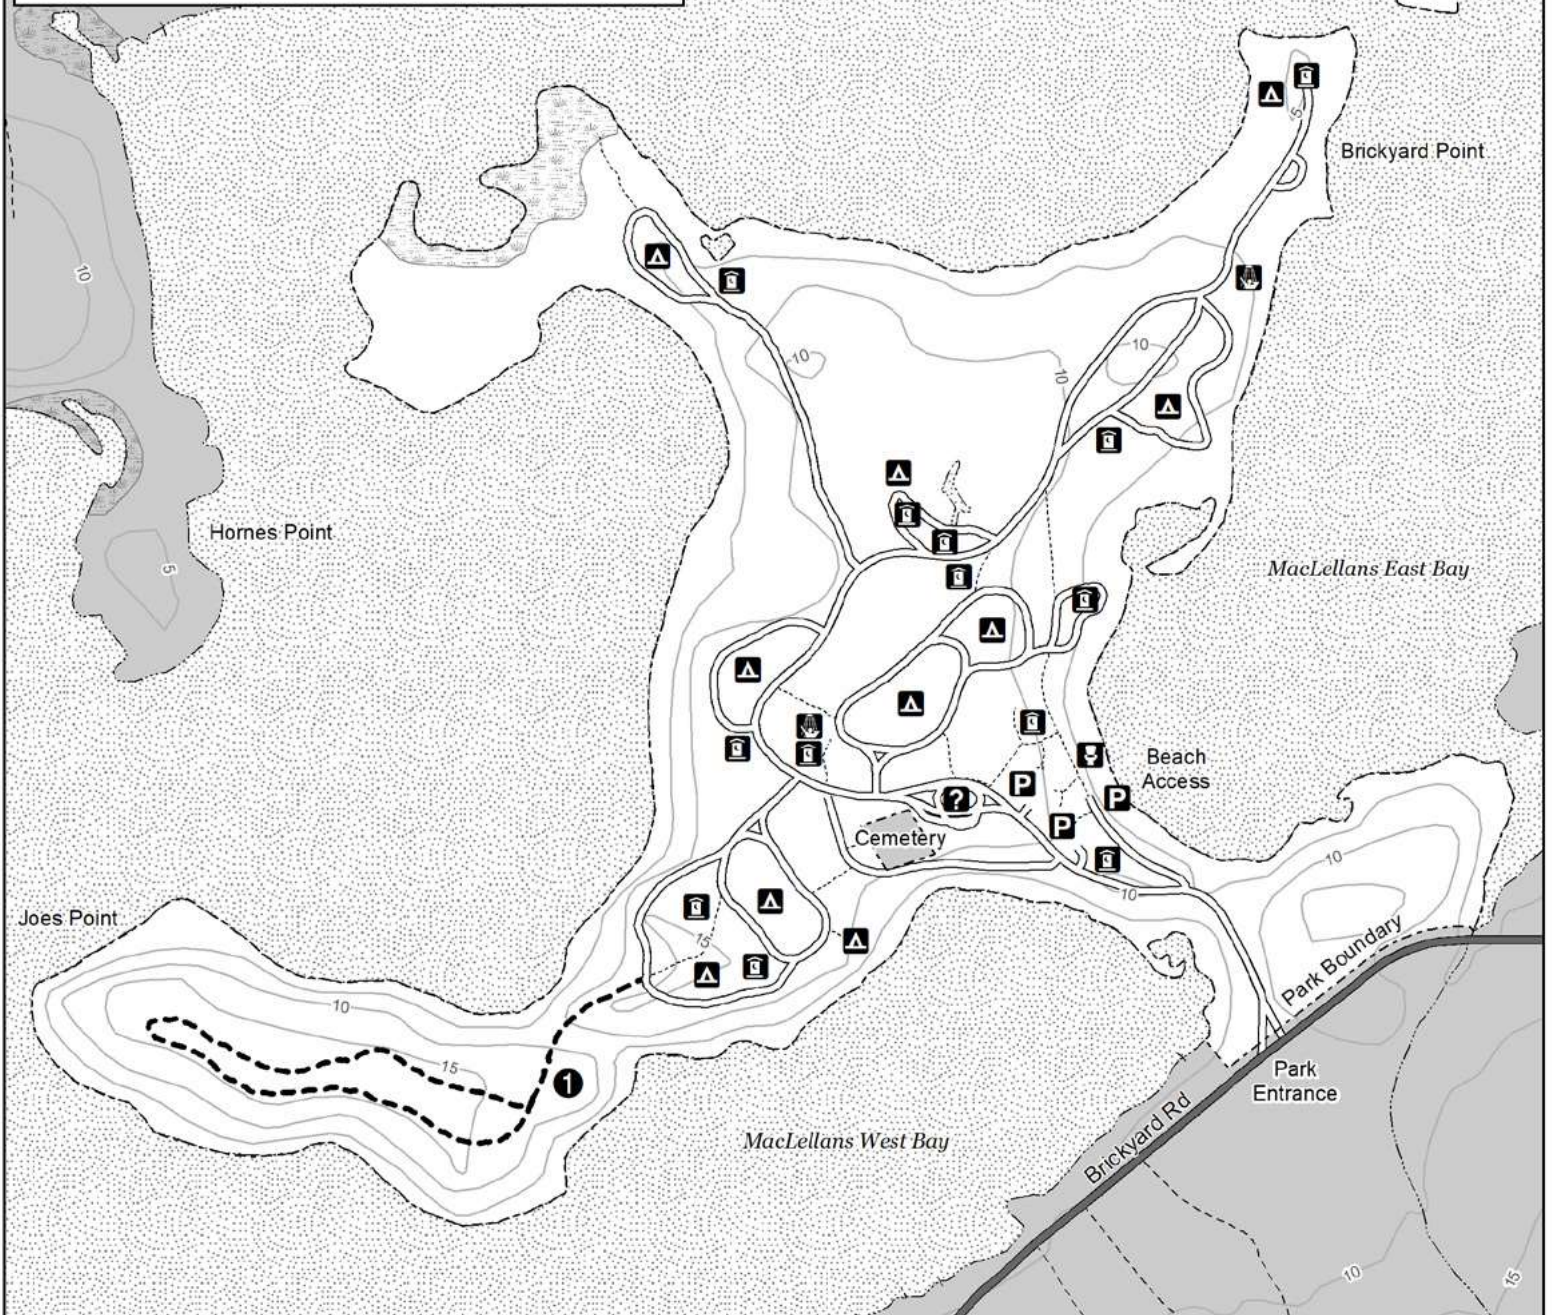 Brickyard Point
5
10
10
10
10
Hornes Point
5
MacLellans East Bay
Beach
Access
?
P
P
P
Cemetery
10
10
Joes Point
15
Park Boundary
10
15
1
Park
Entrance
Brickyard Rd
MacLellans West Bay
10
15